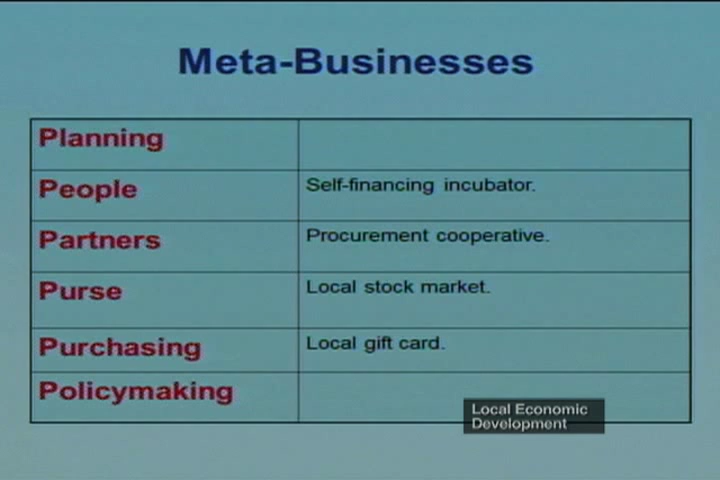 Meta-Businesses
Planning
People
Self-financing incubator.
Partners
Procurement cooperative.
Purse
Local stock market.
Purchasing
Local gift card.
Policymaking
Local Economic
Development